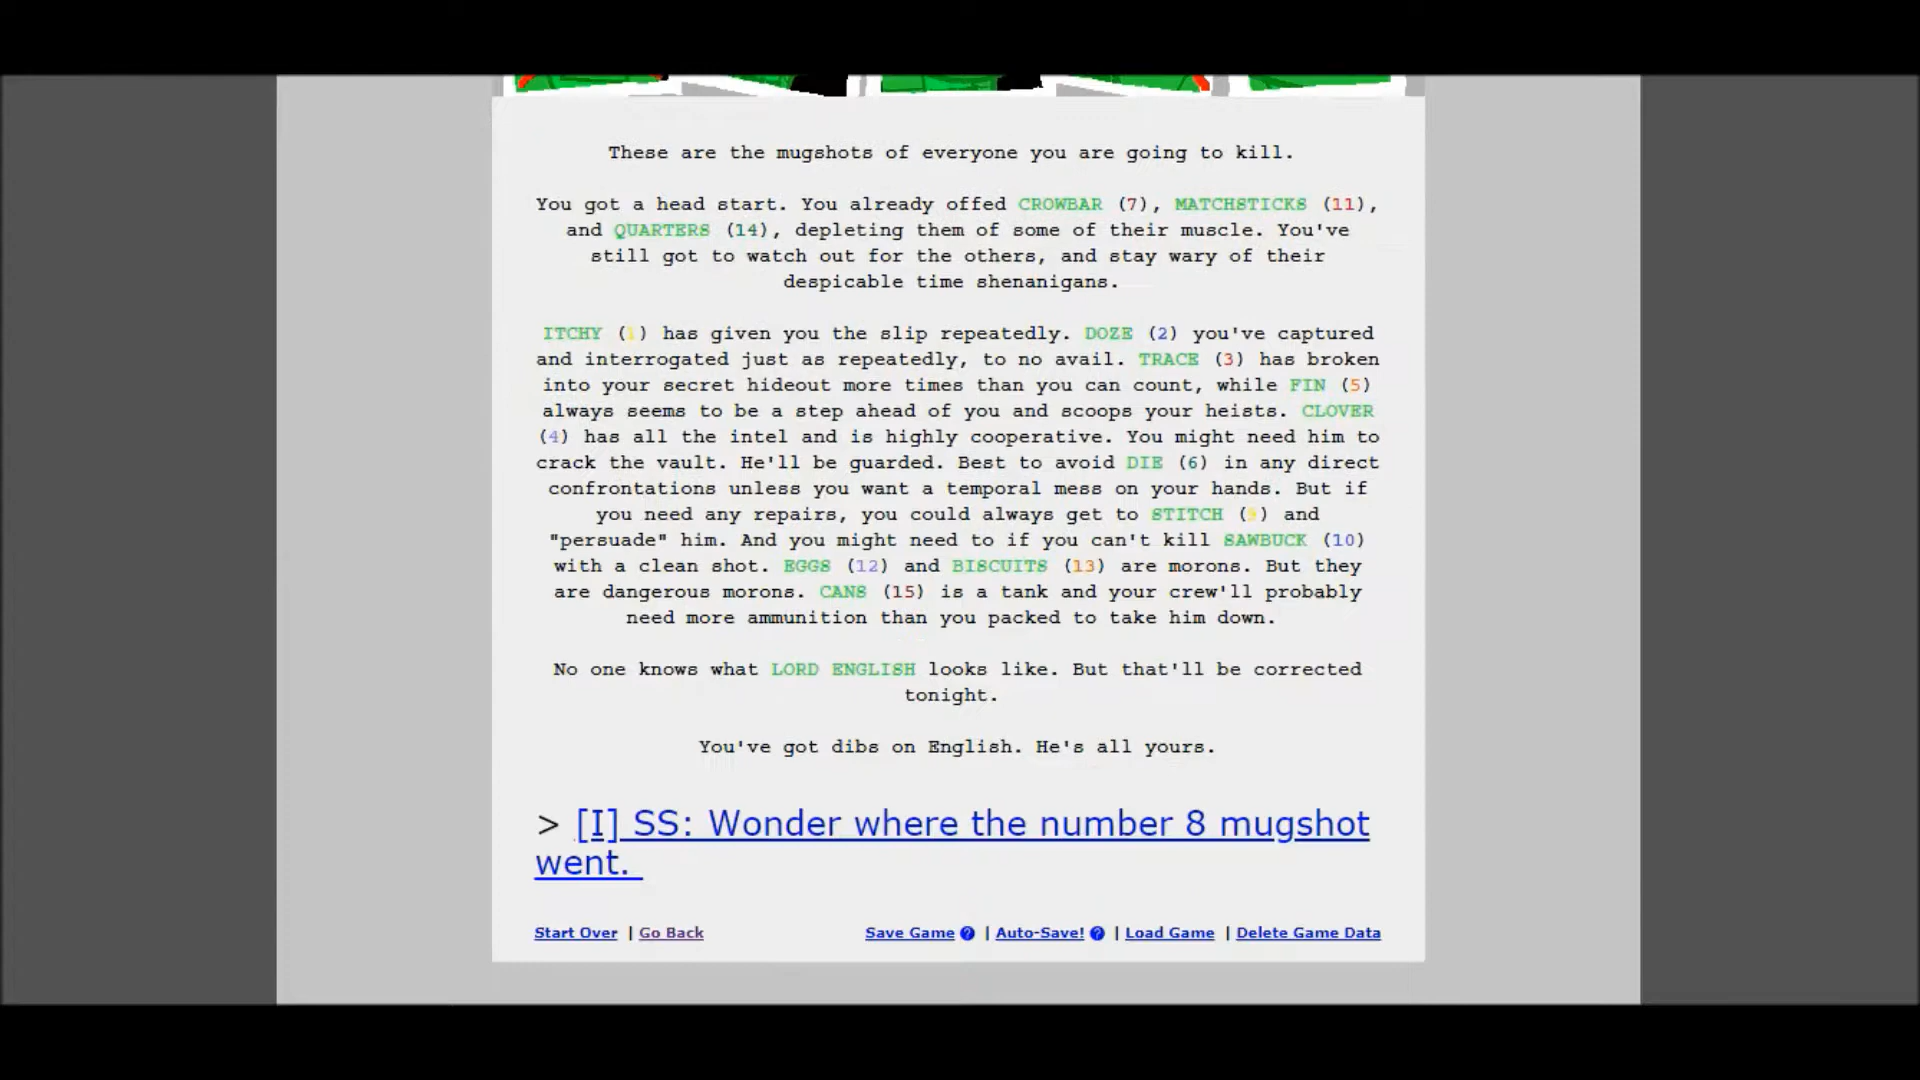 These are the mugshots of everyone you are going to kill.
You got a head start. You already offed CROWBAR (7), MATCHSTICKS (11),
and QUARTERS (14), depleting them of some of their muscle. You've
still got to watch out for the others, and stay wary of their
despicable time shenanigans.
ITCHY (1) has given you the slip repeatedly. DOZE (2) you've captured
and interrogated just as repeatedly, to no avail. TRACE (3) has broken
into your secret hideout more times than you can count, while FIN (5)
always seems to be a step ahead of you and scoops your heists. CLOVER
(4) has all the intel and is highly cooperative. You might need him to
crack the vault. He'll be guarded. Best to avoid DIE (6) in any direct
confrontations unless you want a temporal mess on your hands. But if
you need any repairs, you could always get to STITCH (9) and
"persuade" him. And you might need to if you can't kill SAWBUCK (10)
with a clean shot. EGGS (12) and BISCUITS (13) are morons. But they
are dangerous morons. CANS (15) is a tank and your crew'll probably
need more ammunition than you packed to take him down.
No one knows what LORD ENGLISH looks like. But that'll be corrected
tonight.
You've got dibs on English. He's all yours.
> [I] SS: Wonder where the number 8 mugshot
went.
Start Over | Go Back Save Game ? | Auto-Save! ? | Load Game | Delete Game Data